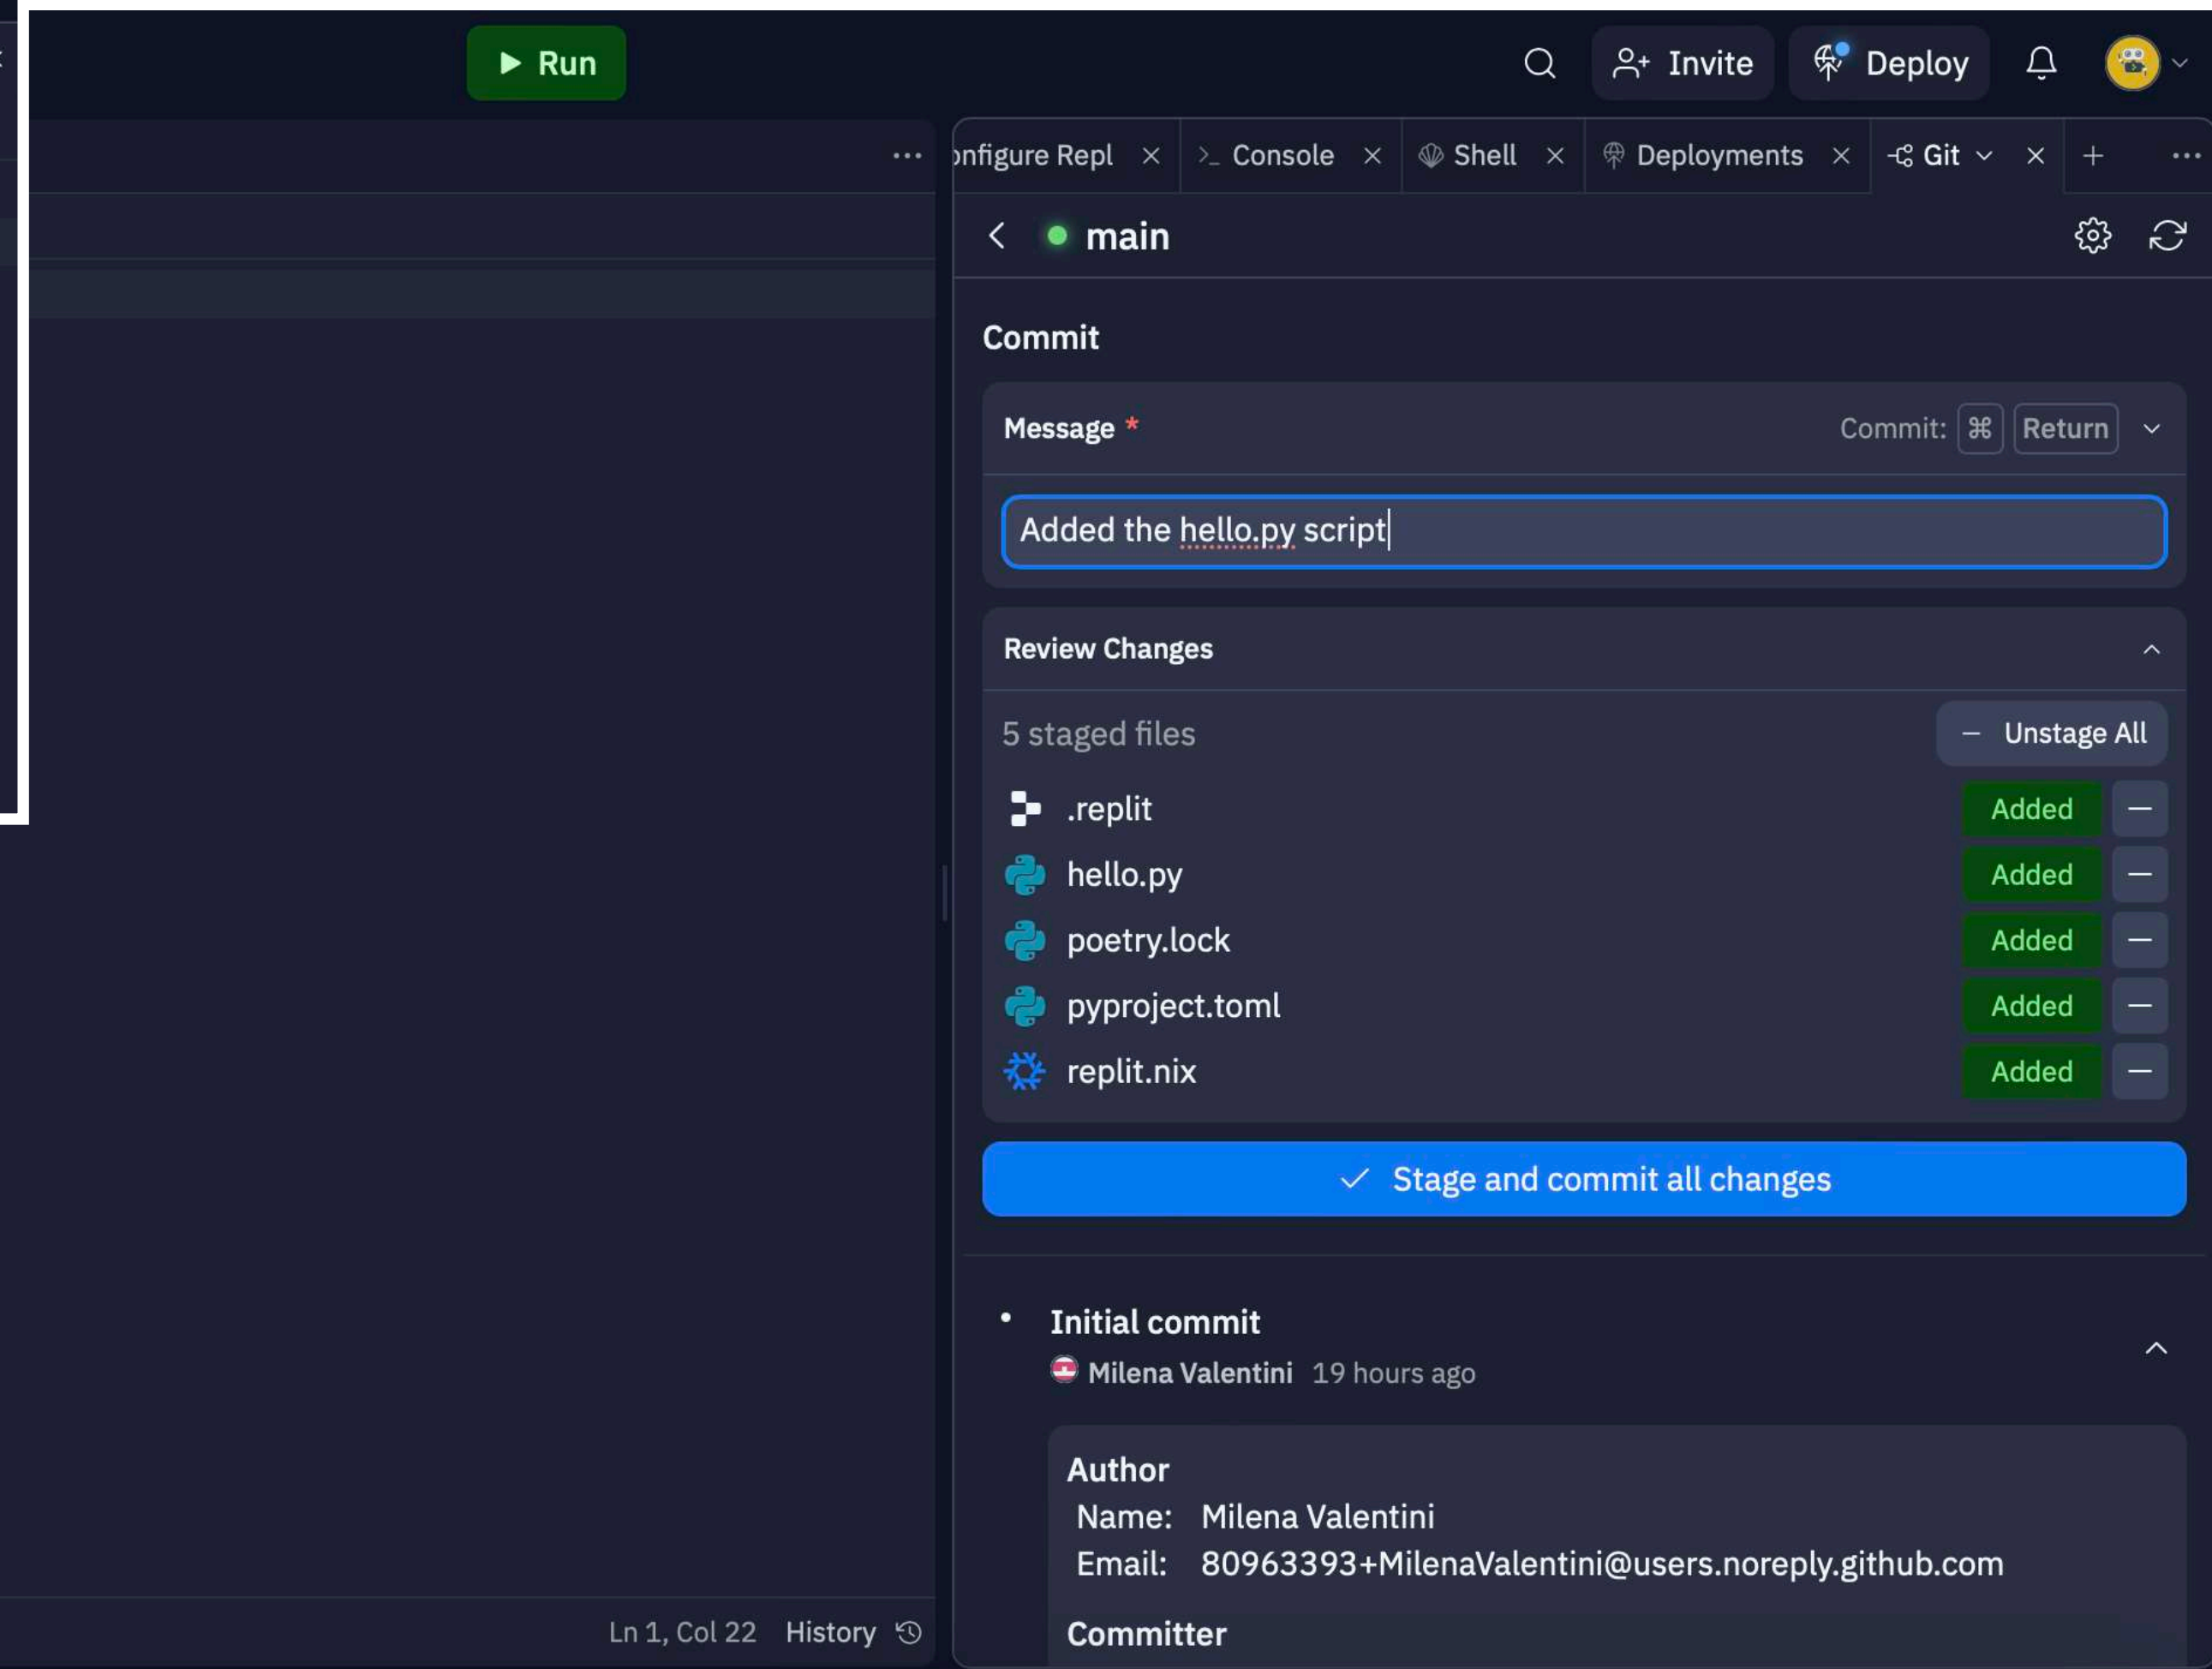 Run
Invite
Deploy
onfigure Repl
Console
Shell
Deployments
Git
main
Commit
Message *
Commit: ⌘ Return
Added the hello.py script
Review Changes
5 staged files
Unstage All
.replit Added
hello.py Added
poetry.lock Added
pyproject.toml Added
replit.nix Added
Stage and commit all changes
Initial commit
Milena Valentini 19 hours ago
Author
Name: Milena Valentini
Email: 80963393+MilenaValentini@users.noreply.github.com
Committer
Ln 1, Col 22 History